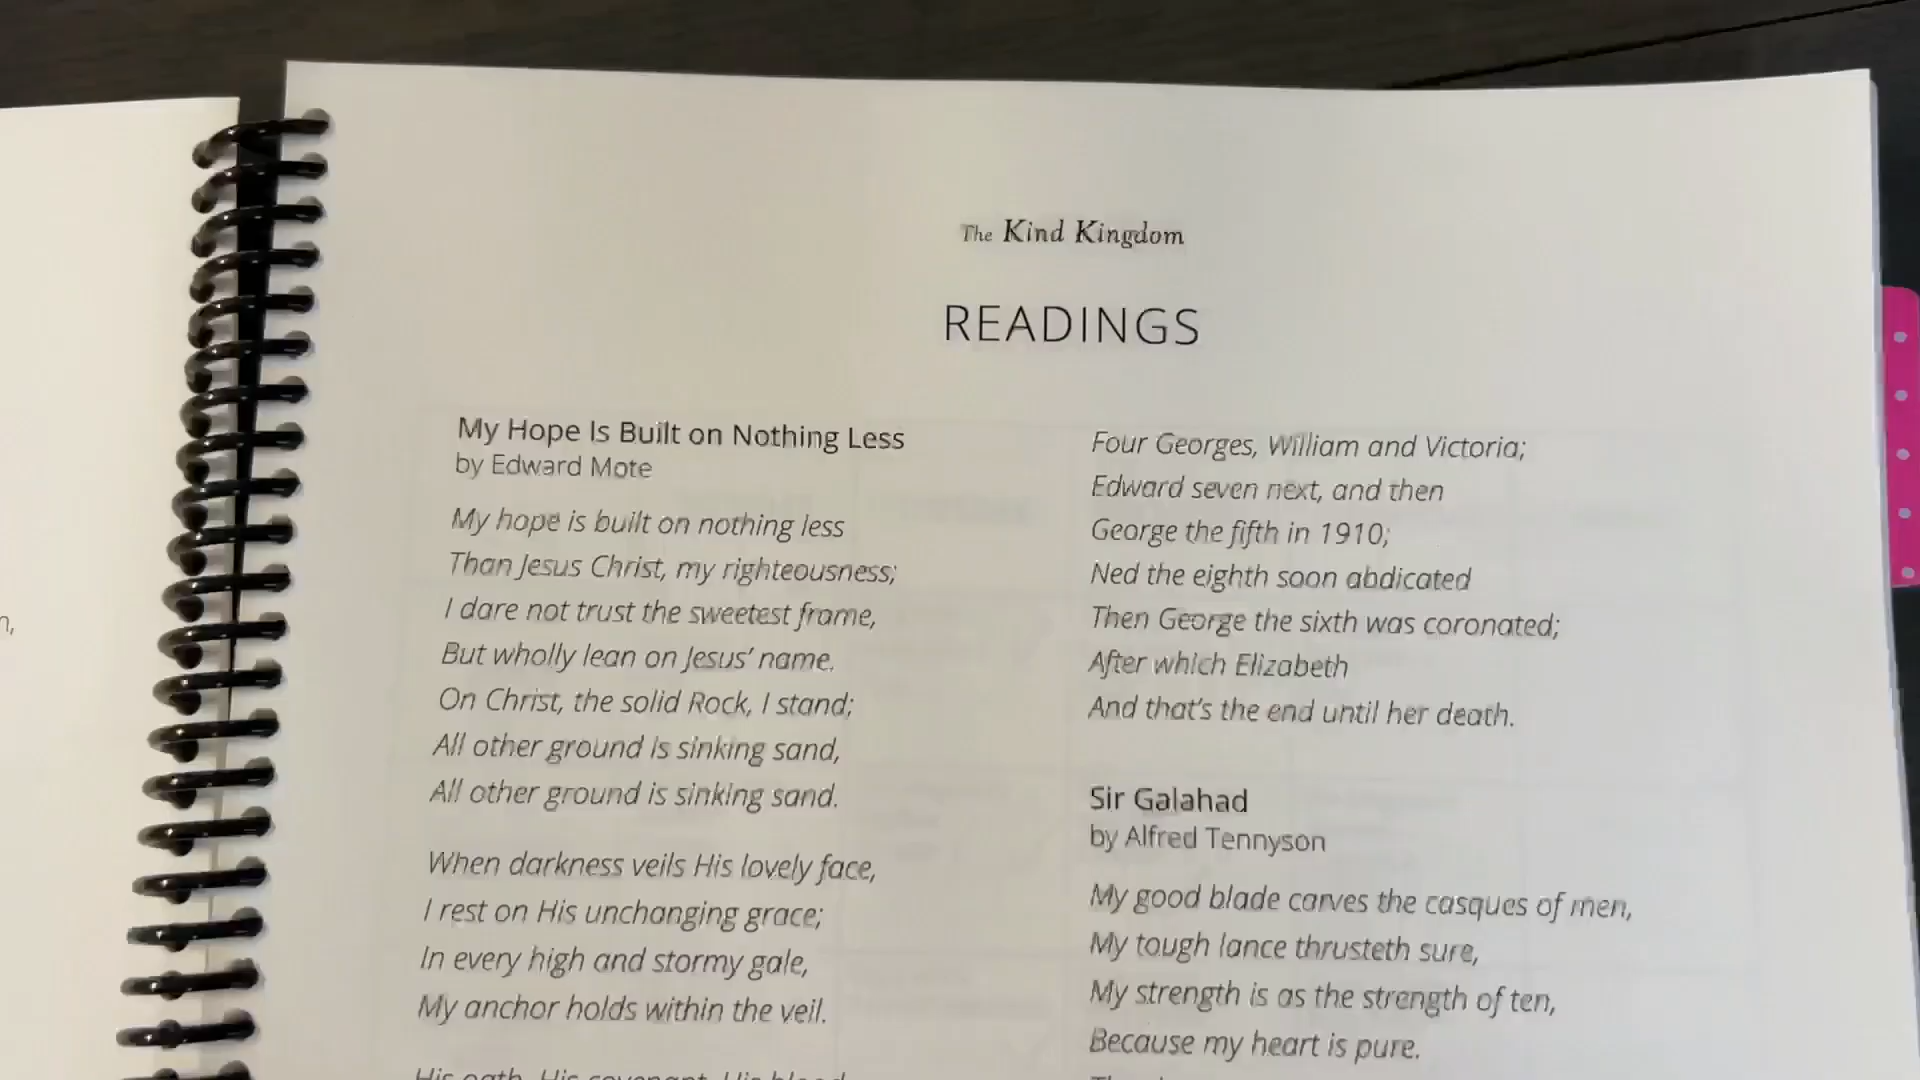 n,
The Kind Kingdom
READINGS
My Hope Is Built on Nothing Less
by Edward Mote
My hope is built on nothing less
Than Jesus Christ, my righteousness;
I dare not trust the sweetest frame,
But wholly lean on Jesus’ name.
On Christ, the solid Rock, I stand;
All other ground is sinking sand,
All other ground is sinking sand.
When darkness veils His lovely face,
I rest on His unchanging grace;
In every high and stormy gale,
My anchor holds within the veil.
His oath, His covenant, His blood
Four Georges, William and Victoria;
Edward seven next, and then
George the fifth in 1910;
Ned the eighth soon abdicated
Then George the sixth was coronated;
After which Elizabeth
And that’s the end until her death.
Sir Galahad
by Alfred Tennyson
My good blade carves the casques of men,
My tough lance thrusteth sure,
My strength is as the strength of ten,
Because my heart is pure.